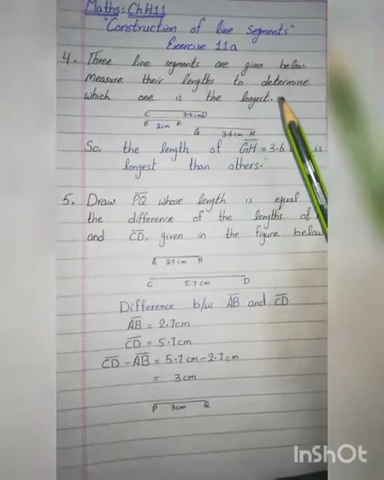 Maths: Ch#11
"Construction of line Segments"
Exercise 11a
4. Three line segments are given below.
Measure their lengths to determine
which one is the longest.
C D
E 3cm F
G 3.6cm H
So, the length of GH = 3.6 is
longest than others.
5. Draw PQ whose length is equal
the difference of the lengths of
and CD, given in the figure below
A 2.7cm B
C 5.7cm D
Difference b/w AB and CD
AB = 2.7cm
CD = 5.7cm
CD - AB = 5.7cm - 2.7cm
= 3cm
P 3cm Q
InShOt